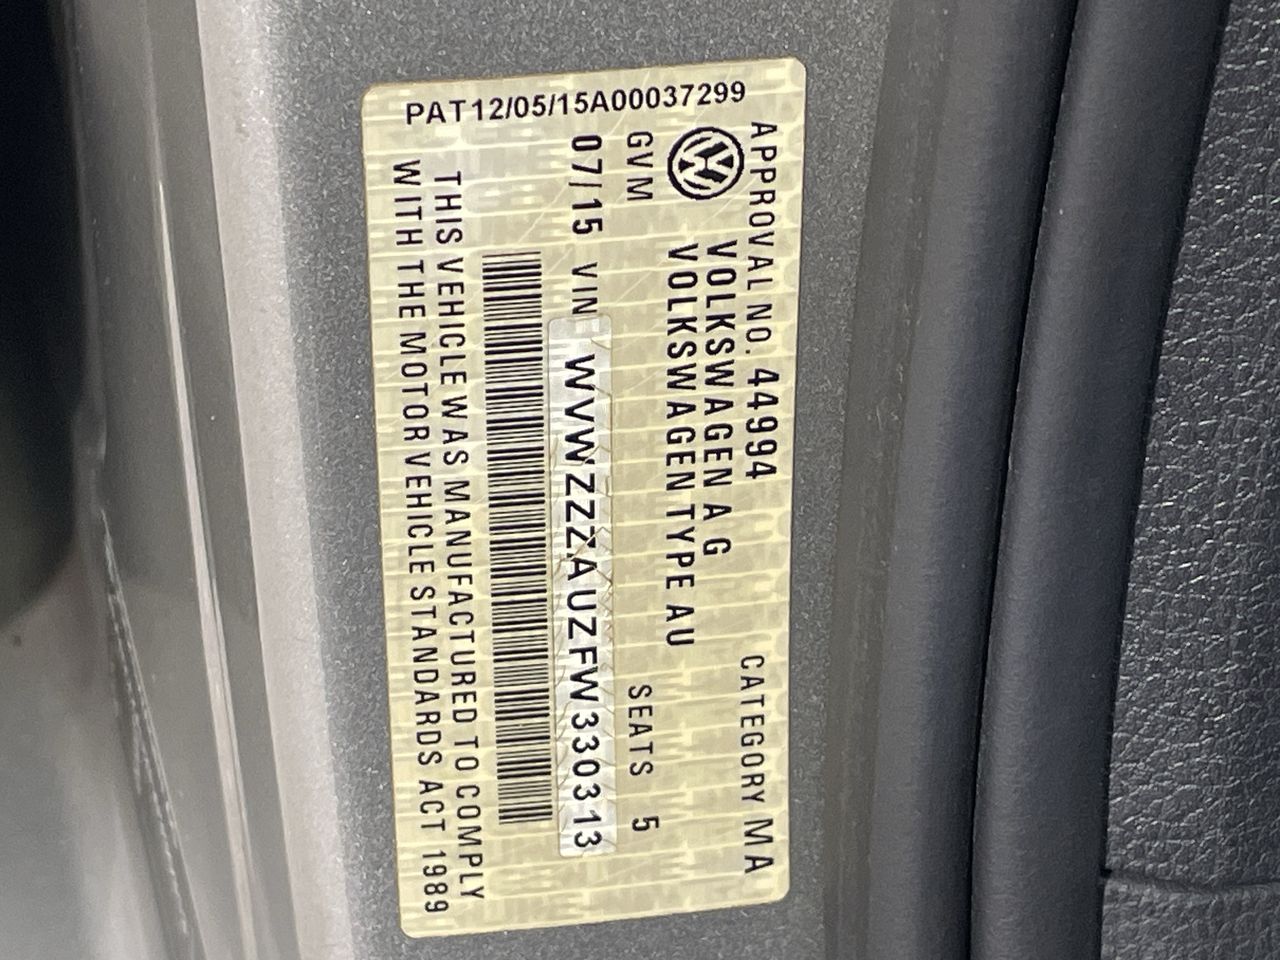 PAT12/05/15A00037299
APPROVAL NO. 44994 CATEGORY MA
VOLKSWAGEN A G
VOLKSWAGEN TYPE AU
GVM SEATS 5
07/15 VIN WVWZZZAUZFW330313
THIS VEHICLE WAS MANUFACTURED TO COMPLY
WITH THE MOTOR VEHICLE STANDARDS ACT 1989